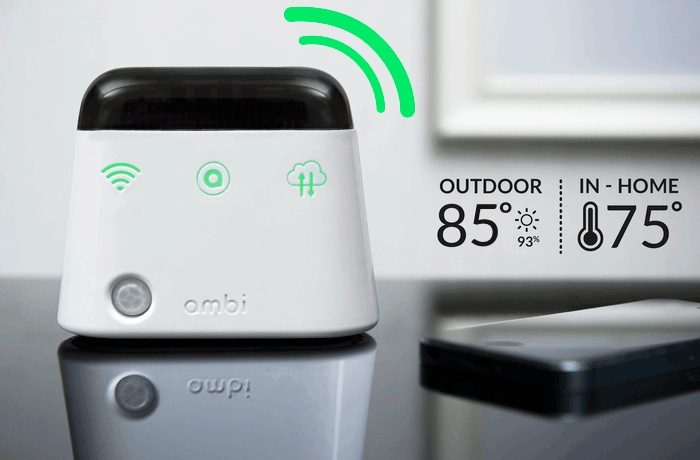 OUTDOOR
85°
93%
IN - HOME
75°
ambi